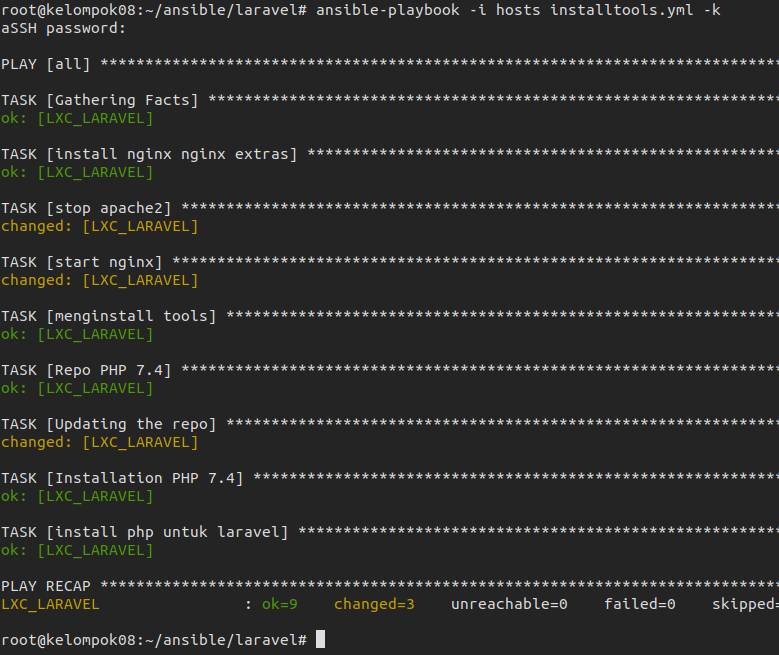 root@kelompok08:~/ansible/laravel# ansible-playbook -i hosts installtools.yml -k
aSSH password:
PLAY [all] ***************************************************************************
TASK [Gathering Facts] ***************************************************************
ok: [LXC_LARAVEL]
TASK [install nginx nginx extras] ****************************************************
ok: [LXC_LARAVEL]
TASK [stop apache2] ******************************************************************
changed: [LXC_LARAVEL]
TASK [start nginx] *******************************************************************
changed: [LXC_LARAVEL]
TASK [menginstall tools] *************************************************************
ok: [LXC_LARAVEL]
TASK [Repo PHP 7.4] ******************************************************************
ok: [LXC_LARAVEL]
TASK [Updating the repo] *************************************************************
changed: [LXC_LARAVEL]
TASK [Installation PHP 7.4] **********************************************************
ok: [LXC_LARAVEL]
TASK [install php untuk laravel] *****************************************************
ok: [LXC_LARAVEL]
PLAY RECAP ***************************************************************************
LXC_LARAVEL                : ok=9    changed=3    unreachable=0    failed=0    skipped=
root@kelompok08:~/ansible/laravel#